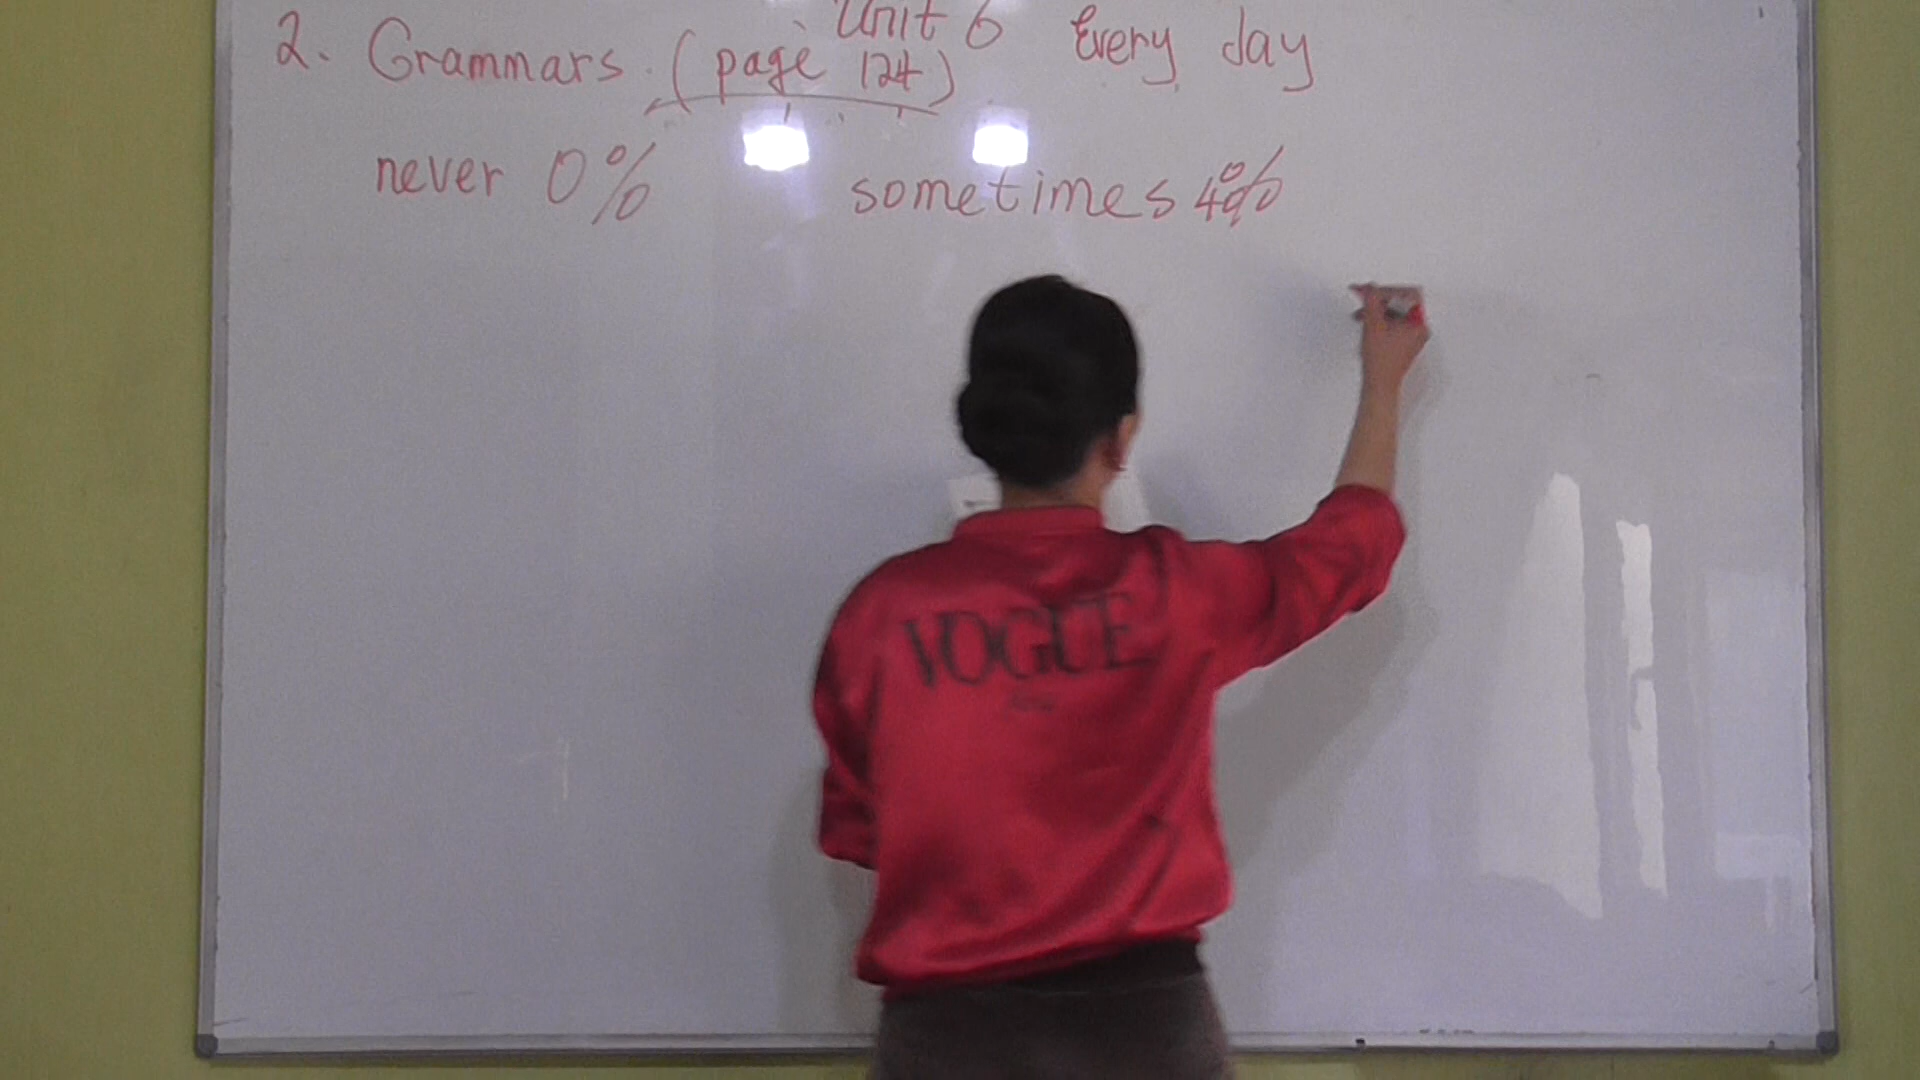 Unit 6 Every day
2. Grammars. (page 124)
never 0% sometimes 40%
VOGUE